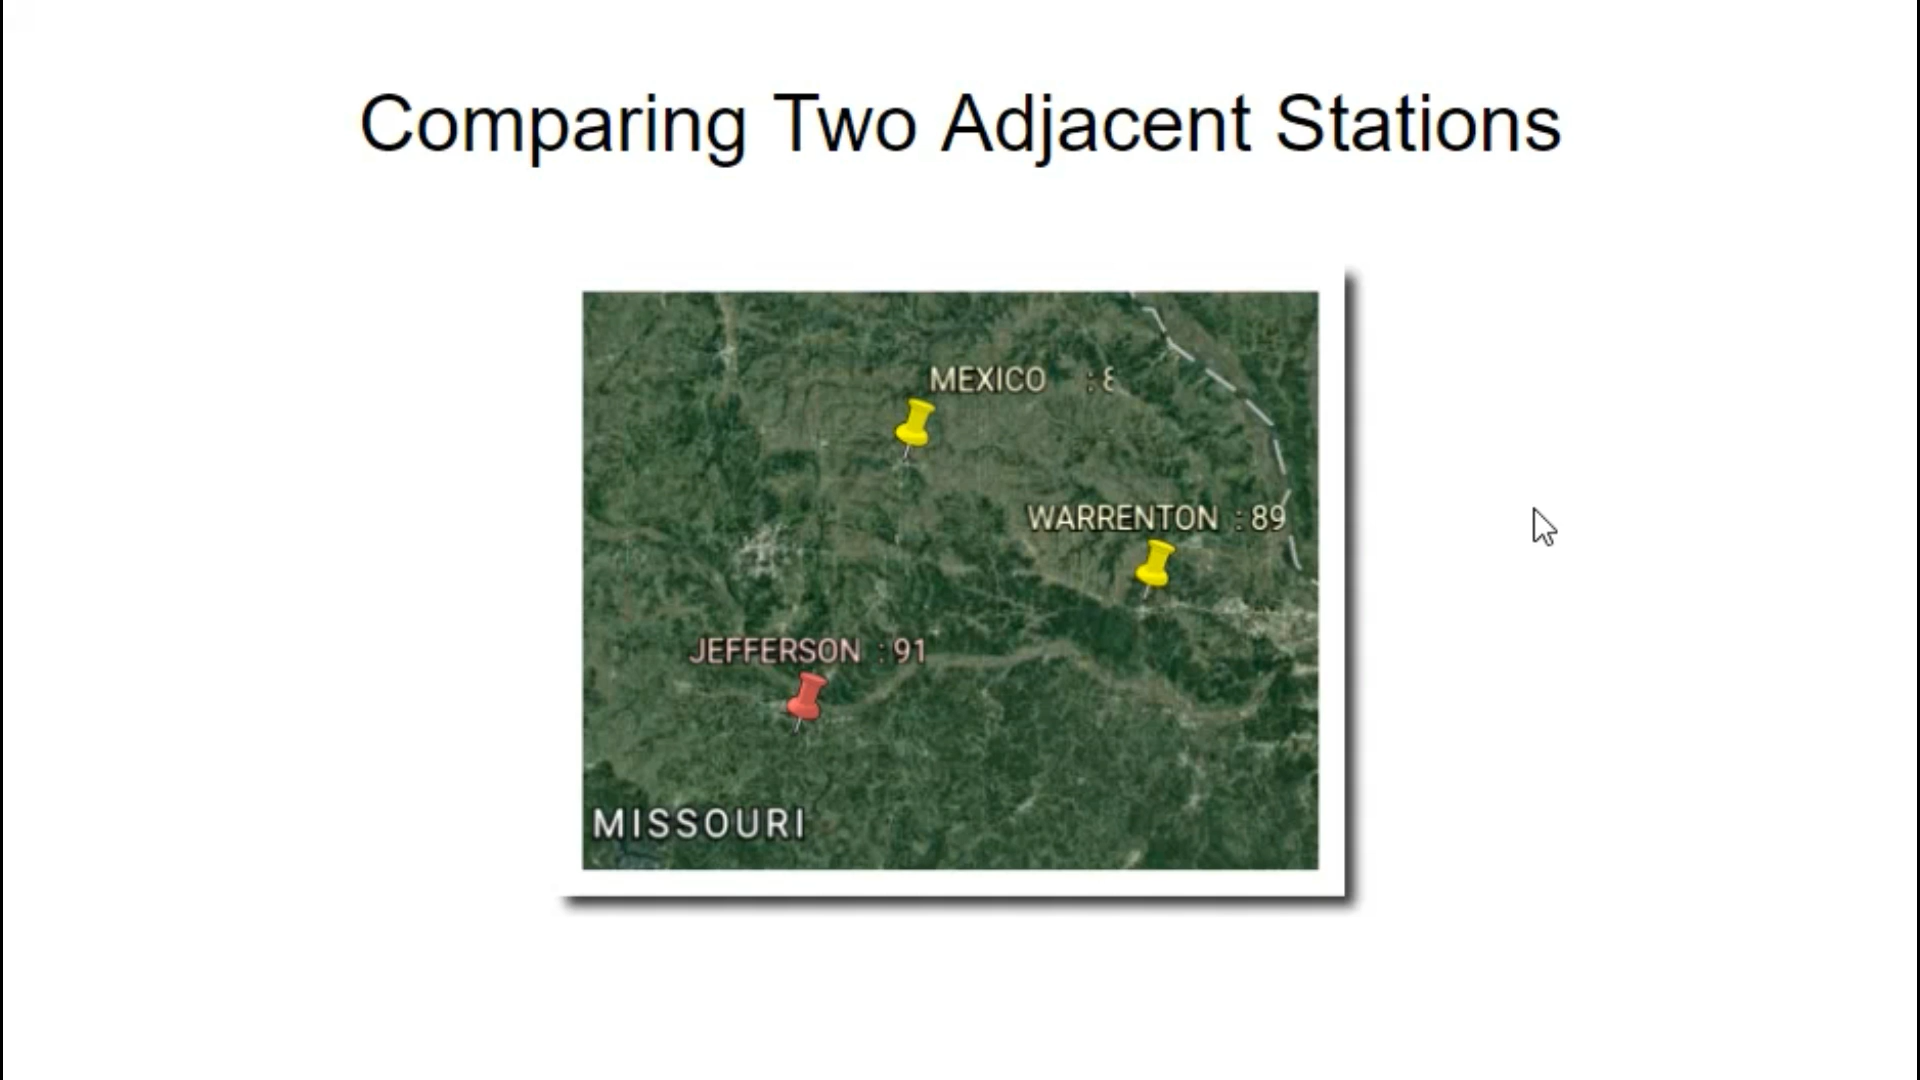 Comparing Two Adjacent Stations
MEXICO :
WARRENTON : 89
JEFFERSON : 91
MISSOURI